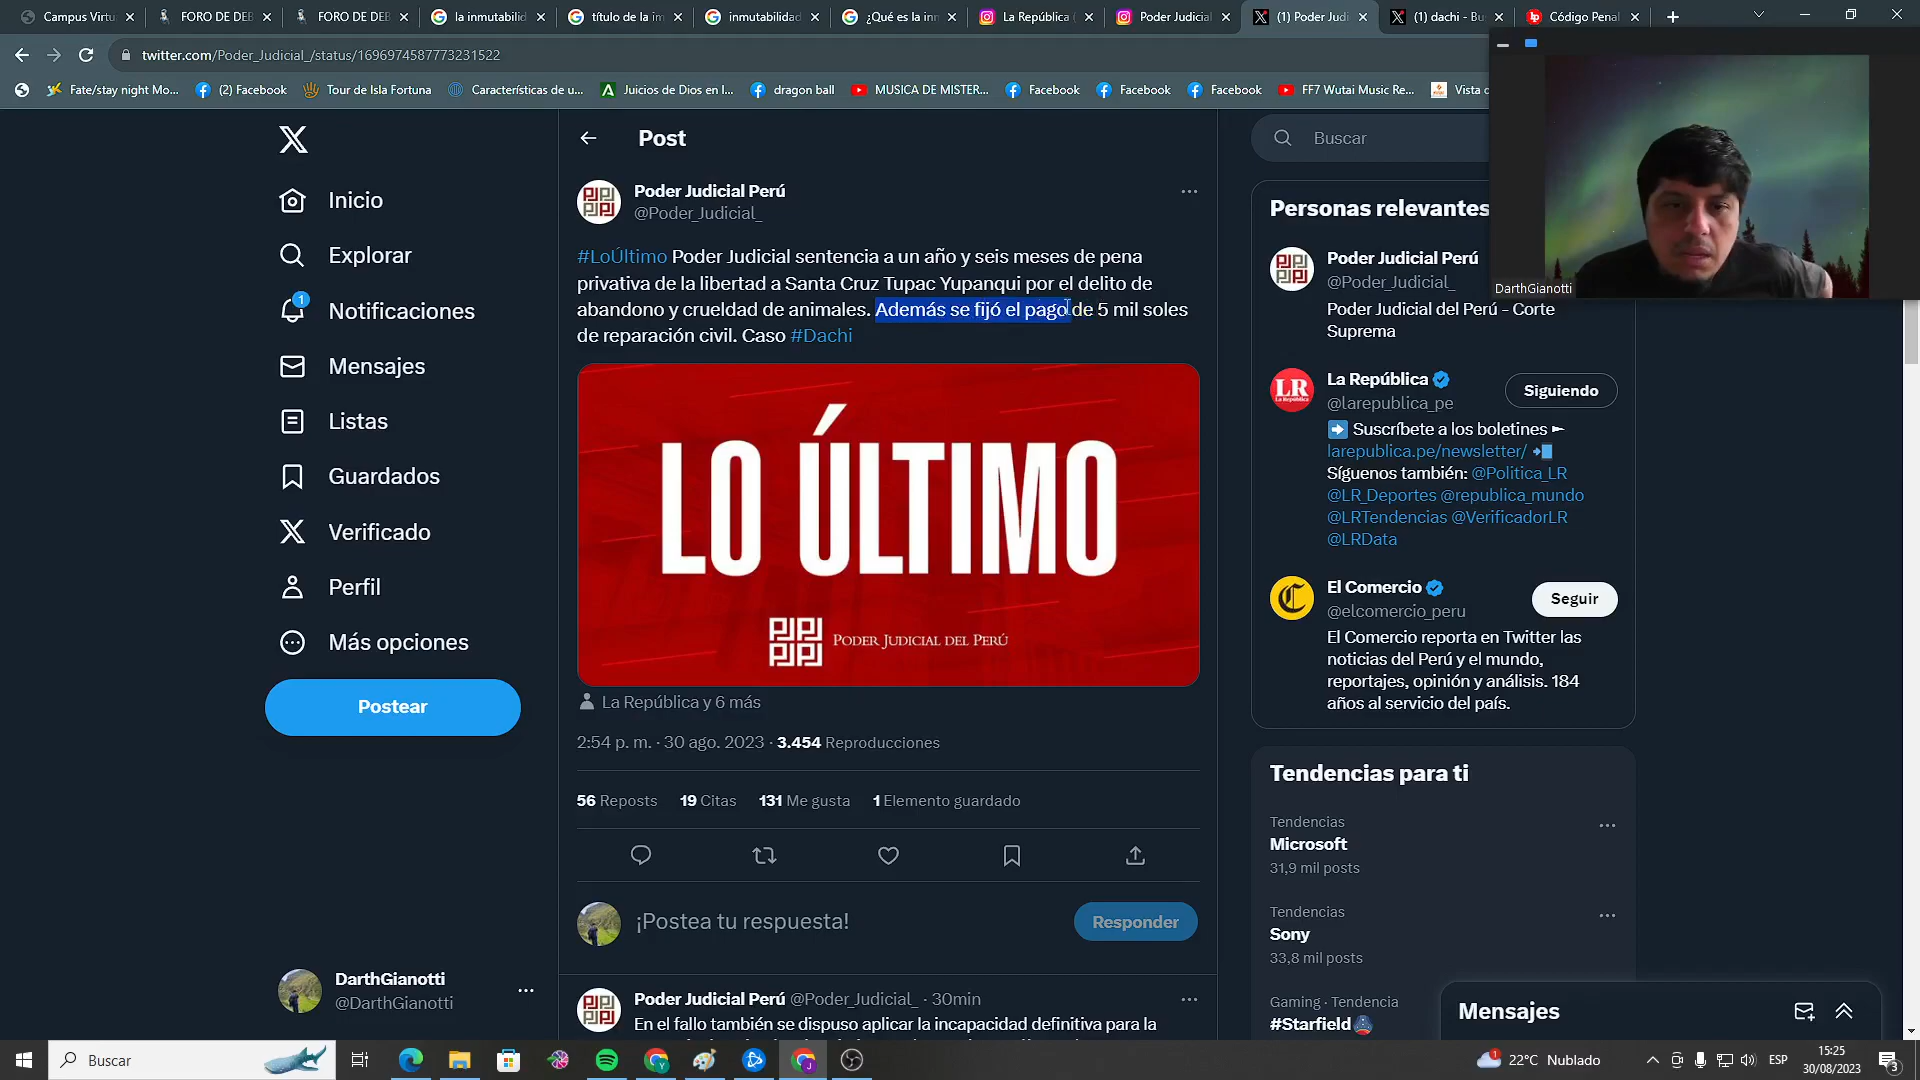 Campus Virtu
FORO DE DEB
FORO DE DEB
la inmutabilid
título de la im
inmutabilidad
¿Qué es la inn
La República (
Poder Judicial
(1) Poder Judi
(1) dachi - Bu
Código Penal
twitter.com/Poder_Judicial_/status/1696974587773231522
Fate/stay night Mo...
(2) Facebook
Tour de Isla Fortuna
Características de u...
Juicios de Dios en I...
dragon ball
MUSICA DE MISTER...
Facebook
Facebook
Facebook
FF7 Wutai Music Re...
Vista d
DarthGianotti
Inicio
Explorar
1
Notificaciones
Mensajes
Listas
Guardados
Verificado
Perfil
Más opciones
Postear
DarthGianotti
@DarthGianotti
Post
Poder Judicial Perú
@Poder_Judicial_
#LoÚltimo Poder Judicial sentencia a un año y seis meses de pena
privativa de la libertad a Santa Cruz Tupac Yupanqui por el delito de
abandono y crueldad de animales. Además se fijó el pago de 5 mil soles
de reparación civil. Caso #Dachi
LO ÚLTIMO
PODER JUDICIAL DEL PERÚ
La República y 6 más
2:54 p. m. · 30 ago. 2023 · 3.454 Reproducciones
56 Reposts 19 Citas 131 Me gusta 1 Elemento guardado
¡Postea tu respuesta!
Responder
Poder Judicial Perú @Poder_Judicial_ · 30min
En el fallo también se dispuso aplicar la incapacidad definitiva para la
Buscar
Personas relevantes
Poder Judicial Perú
@Poder_Judicial_
Poder Judicial del Perú - Corte
Suprema
LR
La República
@larepublica_pe
Siguiendo
Suscríbete a los boletines
larepublica.pe/newsletter/
Síguenos también: @Politica_LR
@LR_Deportes @republica_mundo
@LRTendencias @VerificadorLR
@LRData
El Comercio
@elcomercio_peru
Seguir
El Comercio reporta en Twitter las
noticias del Perú y el mundo,
reportajes, opinión y análisis. 184
años al servicio del país.
Tendencias para ti
Tendencias
Microsoft
31,9 mil posts
Tendencias
Sony
33,8 mil posts
Gaming · Tendencia
#Starfield
Mensajes
Buscar
22°C Nublado
ESP
15:25
30/08/2023
3